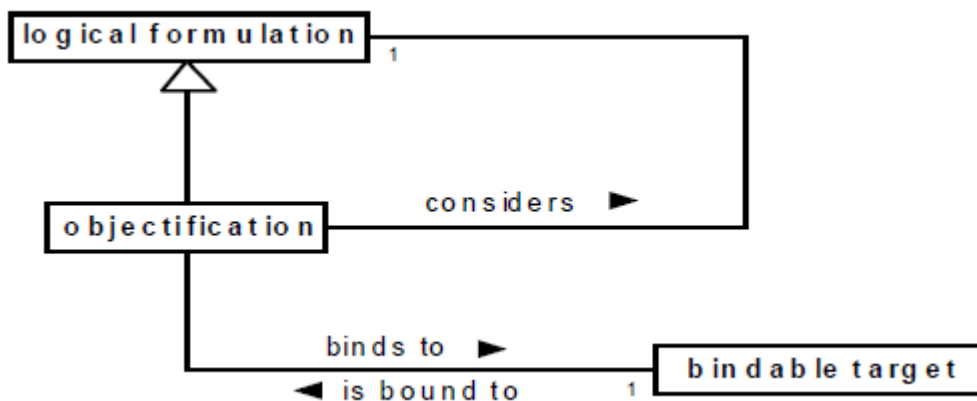 logical formulation
1
considers
objectification
binds to
bindable target
is bound to
1